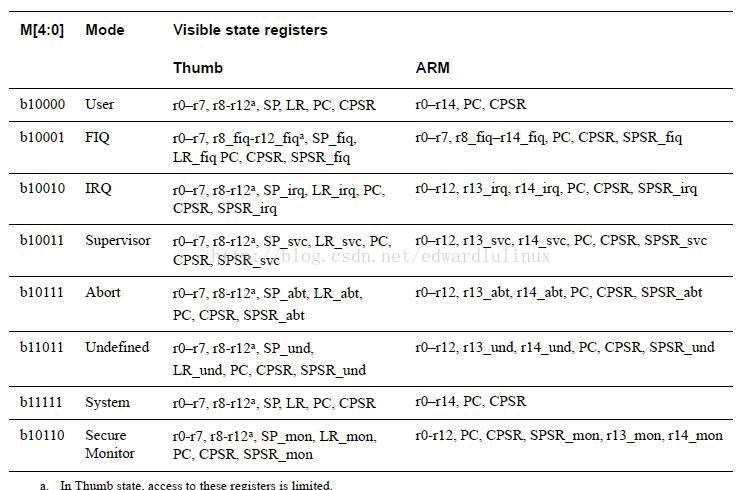 M[4:0] Mode Visible state registers
Thumb ARM
b10000 User r0–r7, r8-r12ᵃ, SP, LR, PC, CPSR r0–r14, PC, CPSR
b10001 FIQ r0–r7, r8_fiq-r12_fiqᵃ, SP_fiq, r0–r7, r8_fiq–r14_fiq, PC, CPSR, SPSR_fiq
LR_fiq PC, CPSR, SPSR_fiq
b10010 IRQ r0–r7, r8-r12ᵃ, SP_irq, LR_irq, PC, r0–r12, r13_irq, r14_irq, PC, CPSR, SPSR_irq
CPSR, SPSR_irq
b10011 Supervisor r0–r7, r8-r12ᵃ, SP_svc, LR_svc, PC, r0–r12, r13_svc, r14_svc, PC, CPSR, SPSR_svc
CPSR, SPSR_svc
http://blog.csdn.net/edwardlulinux
b10111 Abort r0–r7, r8-r12ᵃ, SP_abt, LR_abt, r0–r12, r13_abt, r14_abt, PC, CPSR, SPSR_abt
PC, CPSR, SPSR_abt
b11011 Undefined r0–r7, r8-r12ᵃ, SP_und, r0–r12, r13_und, r14_und, PC, CPSR, SPSR_und
LR_und, PC, CPSR, SPSR_und
b11111 System r0–r7, r8-r12ᵃ, SP, LR, PC, CPSR r0–r14, PC, CPSR
b10110 Secure r0-r7, r8-r12ᵃ, SP_mon, LR_mon, r0-r12, PC, CPSR, SPSR_mon, r13_mon, r14_mon
Monitor PC, CPSR, SPSR_mon
a. In Thumb state, access to these registers is limited.